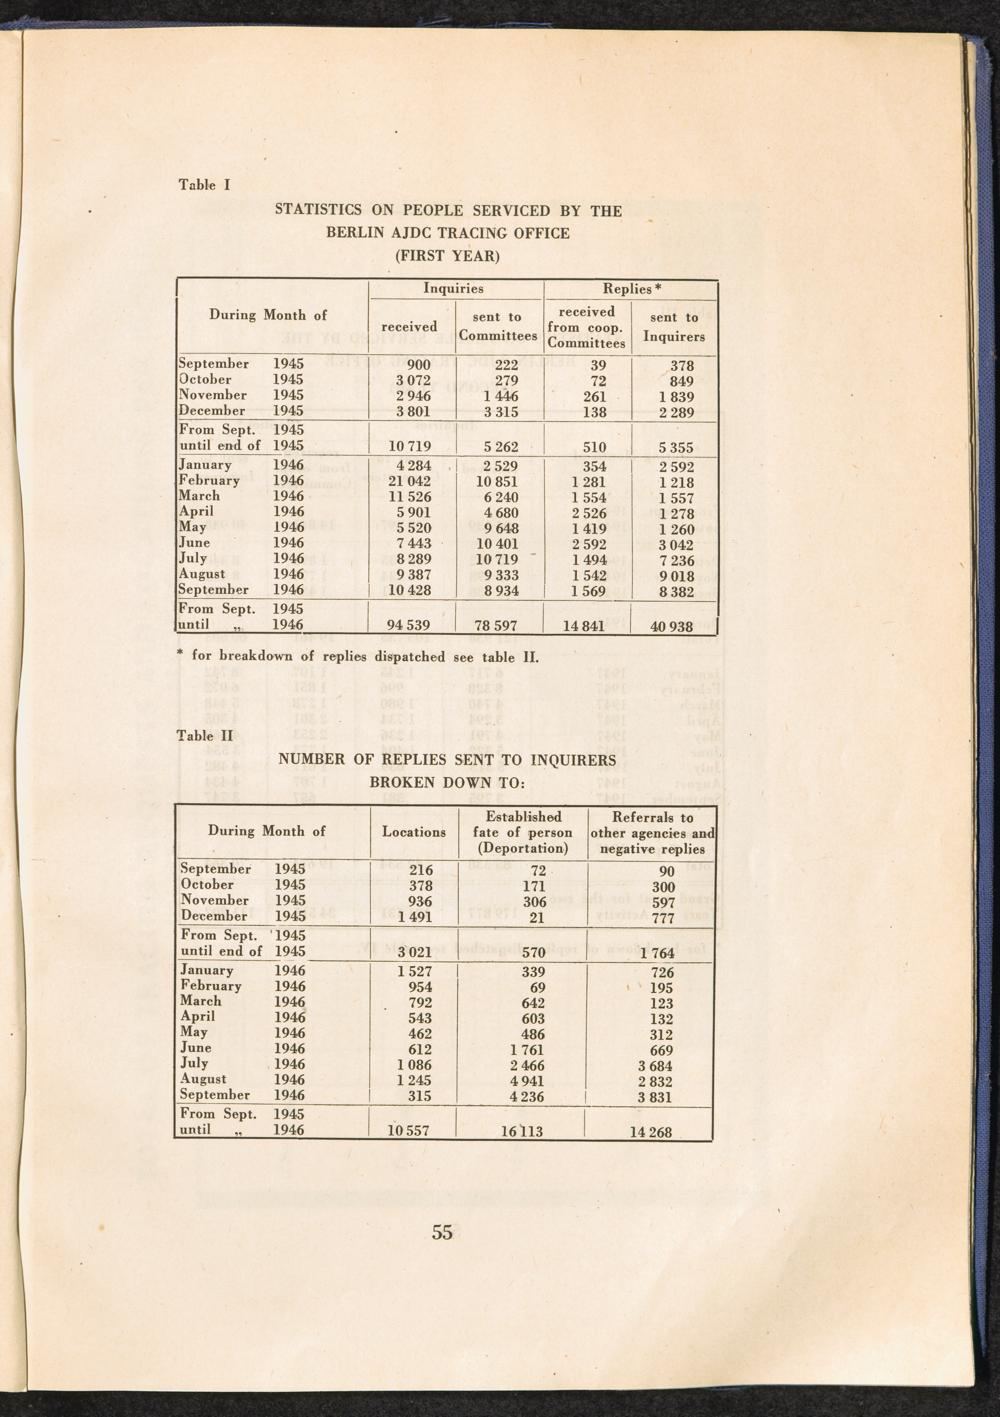 Table I
STATISTICS ON PEOPLE SERVICED BY THE
BERLIN AJDC TRACING OFFICE
(FIRST YEAR)
During Month of | Inquiries | Replies *
received | sent to Committees | received from coop. Committees | sent to Inquirers
September 1945 900 222 39 378
October 1945 3 072 279 72 849
November 1945 2 946 1 446 261 1 839
December 1945 3 801 3 315 138 2 289
From Sept. 1945
until end of 1945 10 719 5 262 510 5 355
January 1946 4 284 2 529 354 2 592
February 1946 21 042 10 851 1 281 1 218
March 1946 11 526 6 240 1 554 1 557
April 1946 5 901 4 680 2 526 1 278
May 1946 5 520 9 648 1 419 1 260
June 1946 7 443 10 401 2 592 3 042
July 1946 8 289 10 719 1 494 7 236
August 1946 9 387 9 333 1 542 9 018
September 1946 10 428 8 934 1 569 8 382
From Sept. 1945
until „ 1946 94 539 78 597 14 841 40 938
* for breakdown of replies dispatched see table II.
Table II
NUMBER OF REPLIES SENT TO INQUIRERS
BROKEN DOWN TO:
During Month of | Locations | Established fate of person (Deportation) | Referrals to other agencies and negative replies
September 1945 216 72 90
October 1945 378 171 300
November 1945 936 306 597
December 1945 1 491 21 777
From Sept. 1945
until end of 1945 3 021 570 1 764
January 1946 1 527 339 726
February 1946 954 69 195
March 1946 792 642 123
April 1946 543 603 132
May 1946 462 486 312
June 1946 612 1 761 669
July 1946 1 086 2 466 3 684
August 1946 1 245 4 941 2 832
September 1946 315 4 236 3 831
From Sept. 1945
until „ 1946 10 557 16 113 14 268
55